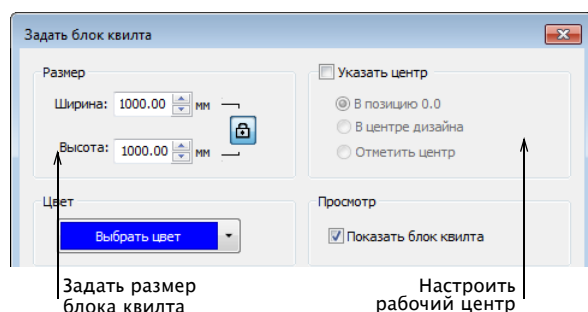 Задать блок квилта
Размер
Ширина: 1000.00 мм
Высота: 1000.00 мм
Указать центр
В позицию 0.0
В центре дизайна
Отметить центр
Цвет
Выбрать цвет
Просмотр
Показать блок квилта
Задать размер
блока квилта
Настроить
рабочий центр